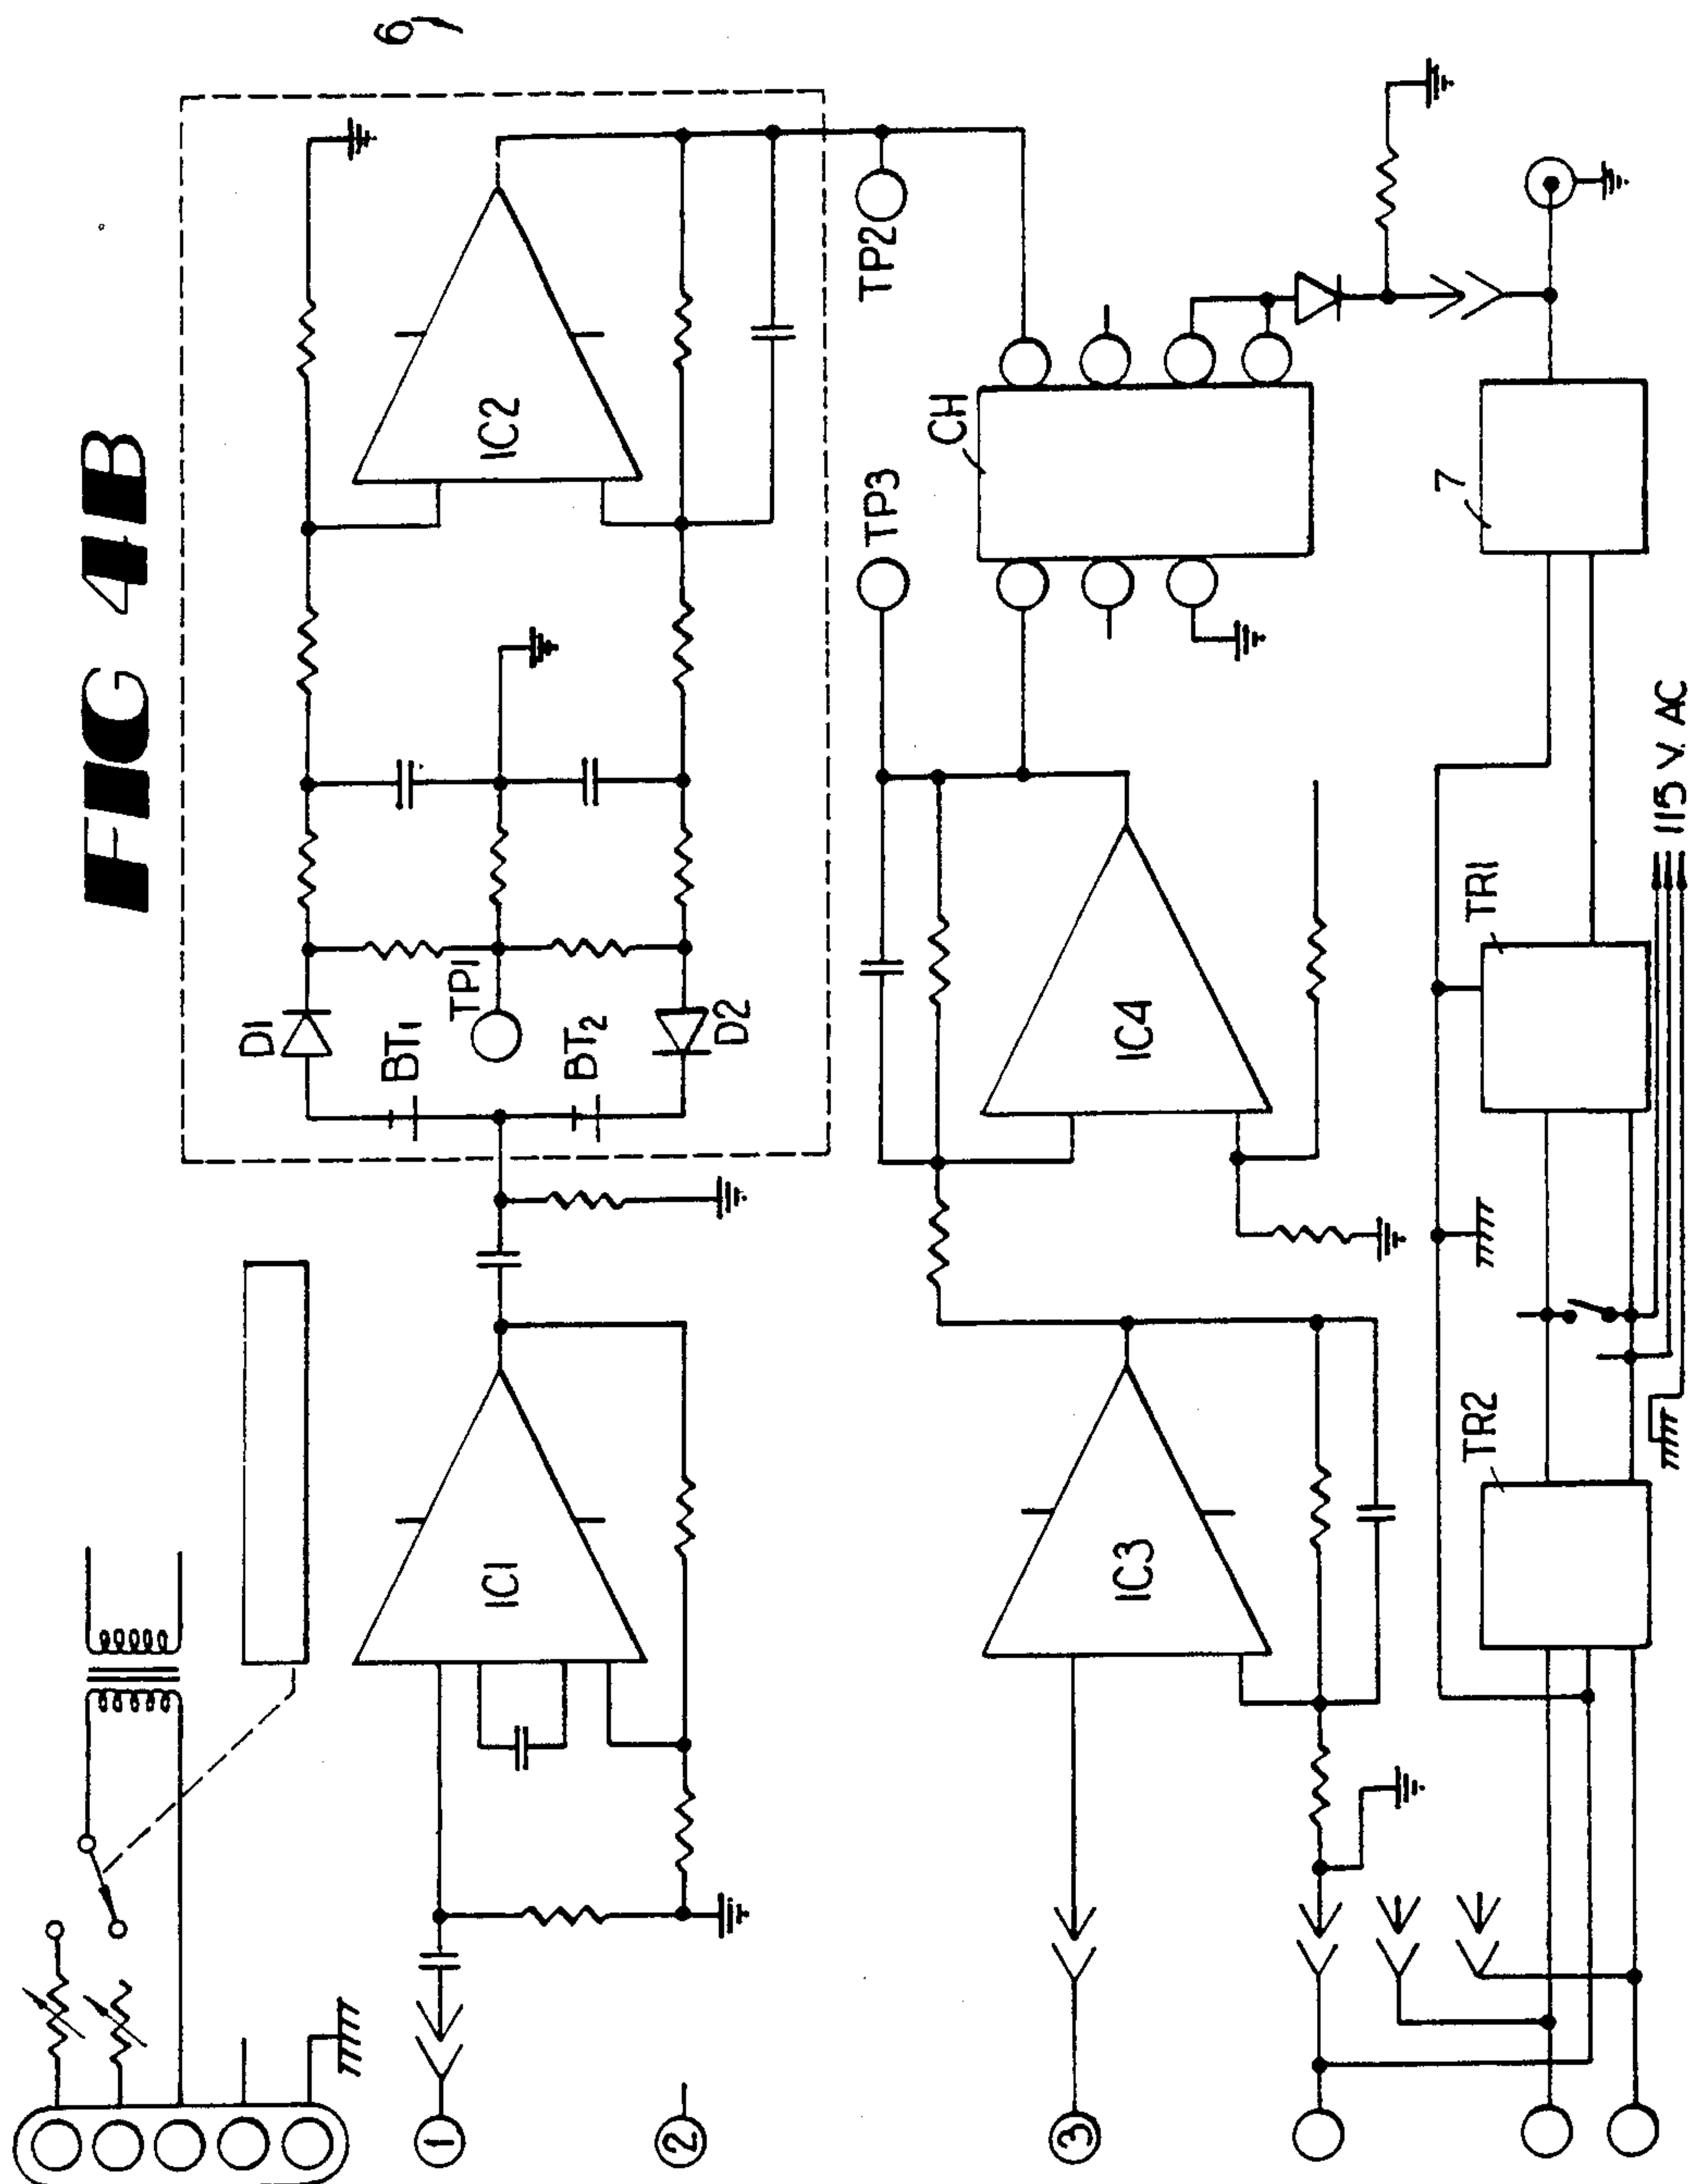 FIG 4B
6
IC1
D1
BT1
TP1
BT2
D2
IC2
TP2
TP3
CH
IC3
IC4
1
2
3
TR2
TR1
7
115 V. AC